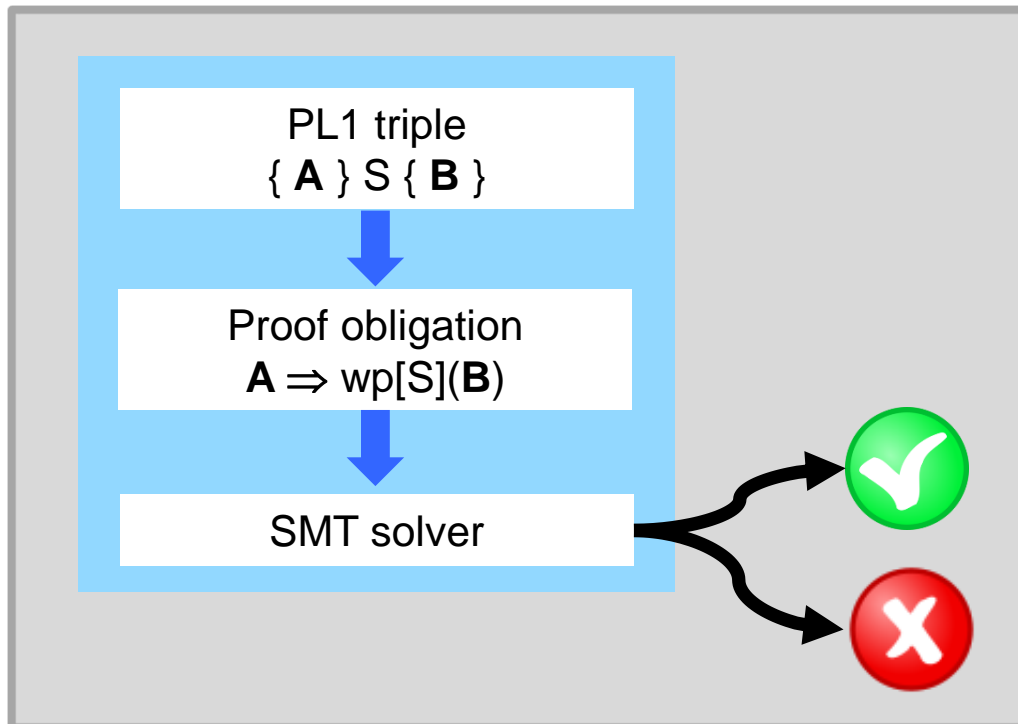 PL1 triple
{ A } S { B }
Proof obligation
A ⇒ wp[S](B)
SMT solver